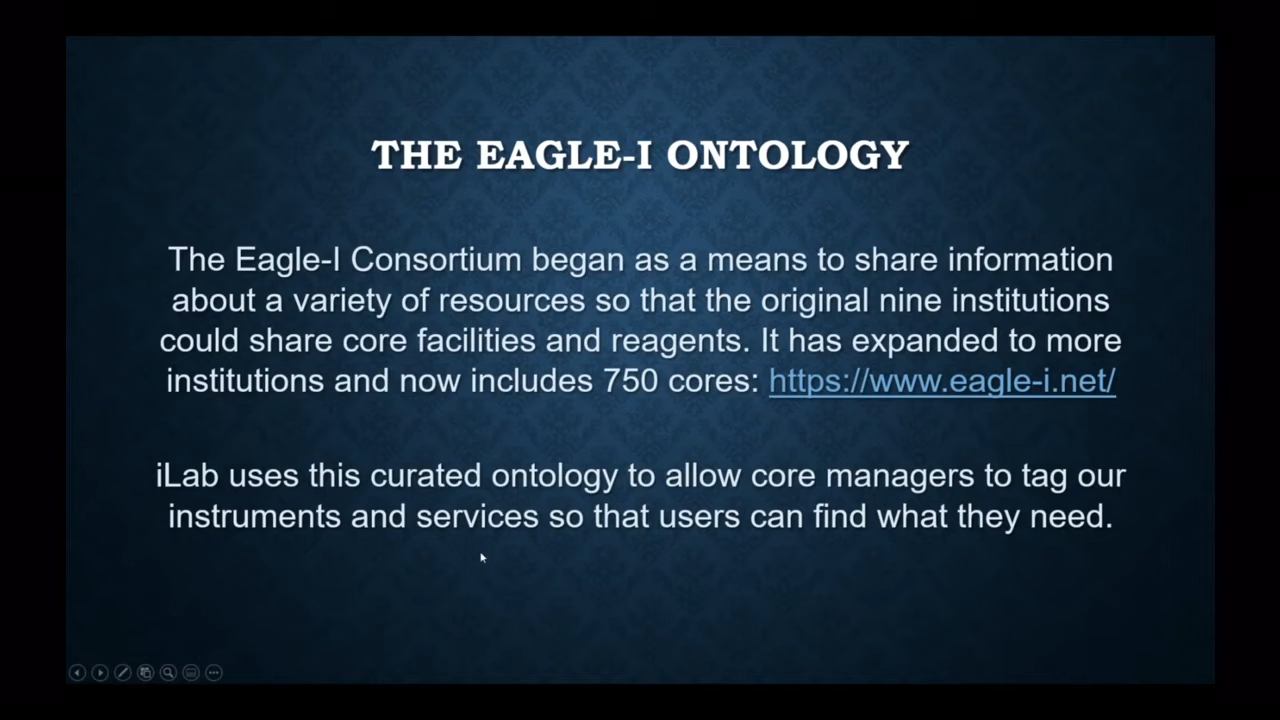 THE EAGLE-I ONTOLOGY
The Eagle-I Consortium began as a means to share information
about a variety of resources so that the original nine institutions
could share core facilities and reagents. It has expanded to more
institutions and now includes 750 cores: https://www.eagle-i.net/
iLab uses this curated ontology to allow core managers to tag our
instruments and services so that users can find what they need.